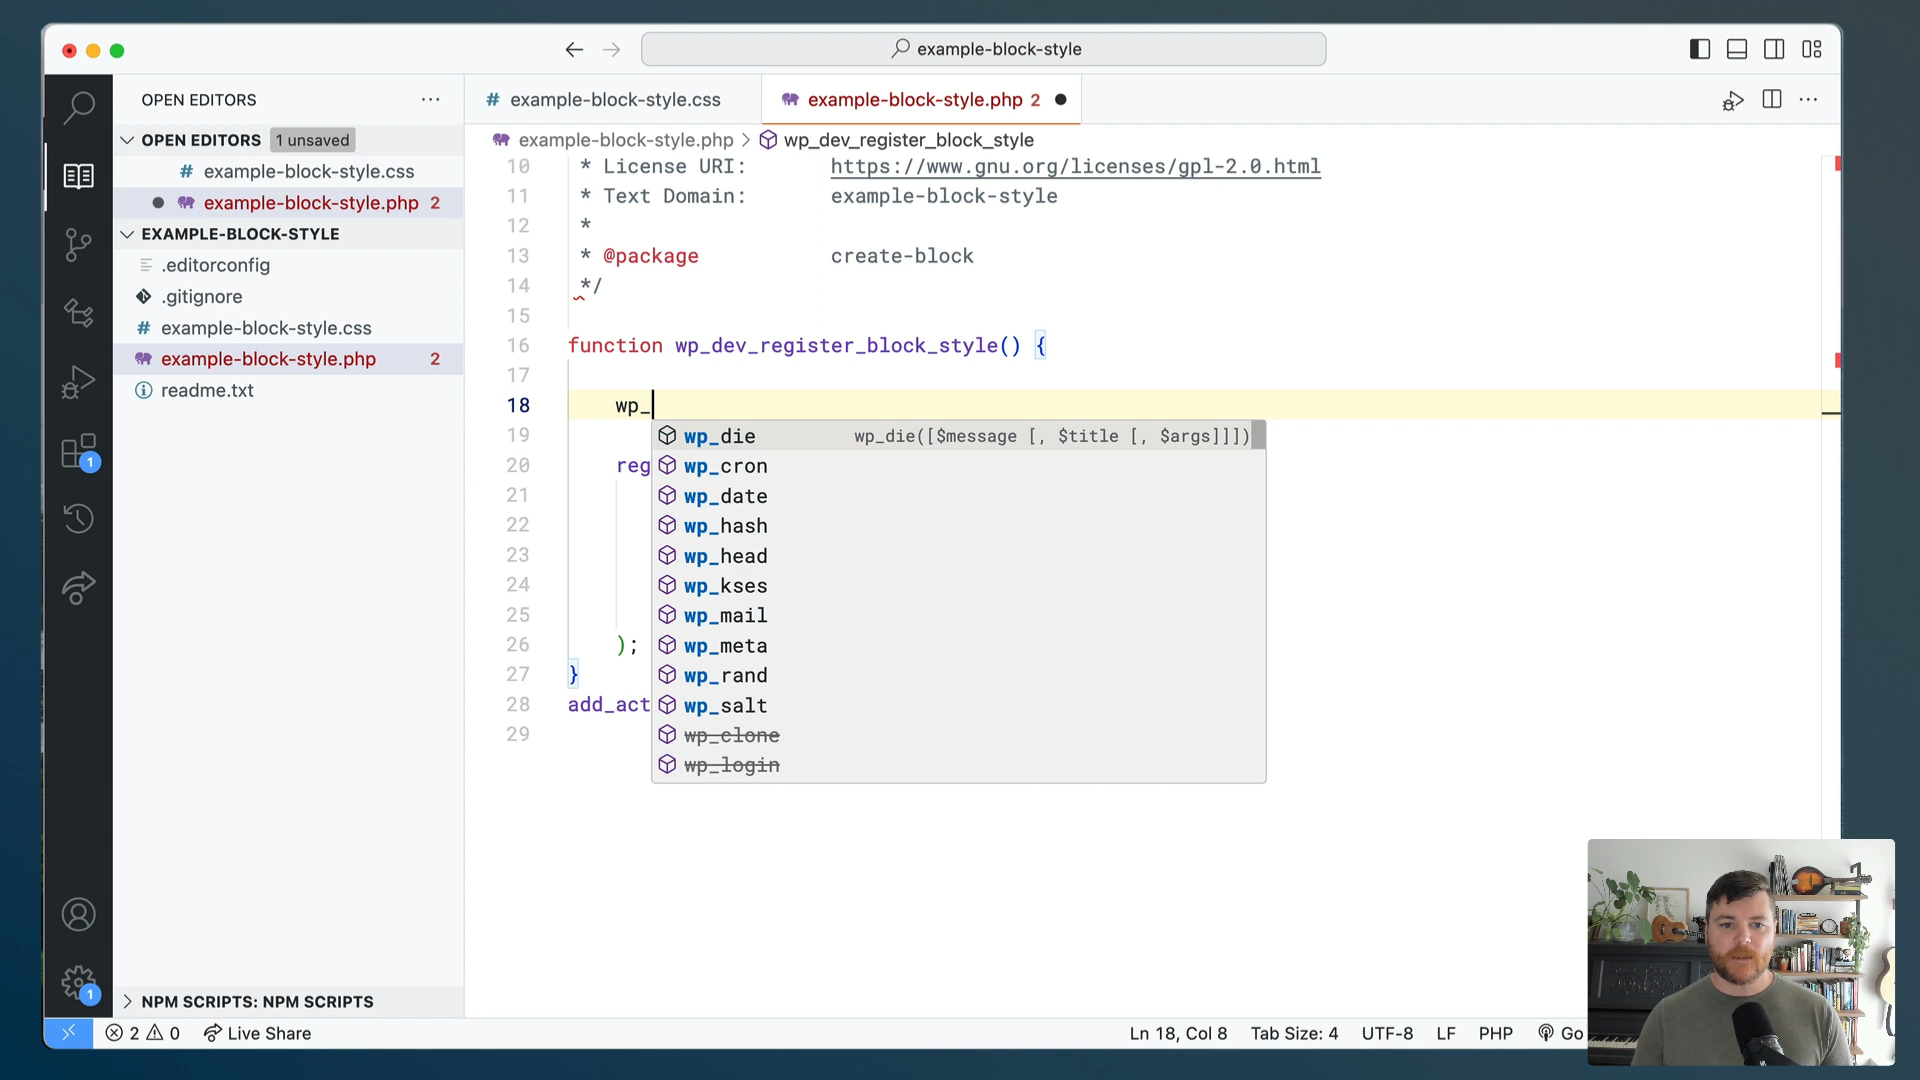 example-block-style
OPEN EDITORS
OPEN EDITORS 1 unsaved
example-block-style.css
example-block-style.php 2
EXAMPLE-BLOCK-STYLE
.editorconfig
.gitignore
example-block-style.css
example-block-style.php 2
readme.txt
NPM SCRIPTS: NPM SCRIPTS
1
1
# example-block-style.css
example-block-style.php 2
example-block-style.php > wp_dev_register_block_style
10 * License URI: https://www.gnu.org/licenses/gpl-2.0.html
11 * Text Domain: example-block-style
12 *
13 * @package create-block
14 */
15
16 function wp_dev_register_block_style() {
17
18 wp_
19
20 reg
21
22
23
24
25
26 );
27 }
28 add_act
29
wp_die wp_die([$message [, $title [, $args]]])
wp_cron
wp_date
wp_hash
wp_head
wp_kses
wp_mail
wp_meta
wp_rand
wp_salt
wp_clone
wp_login
2 0 Live Share Ln 18, Col 8 Tab Size: 4 UTF-8 LF PHP Go